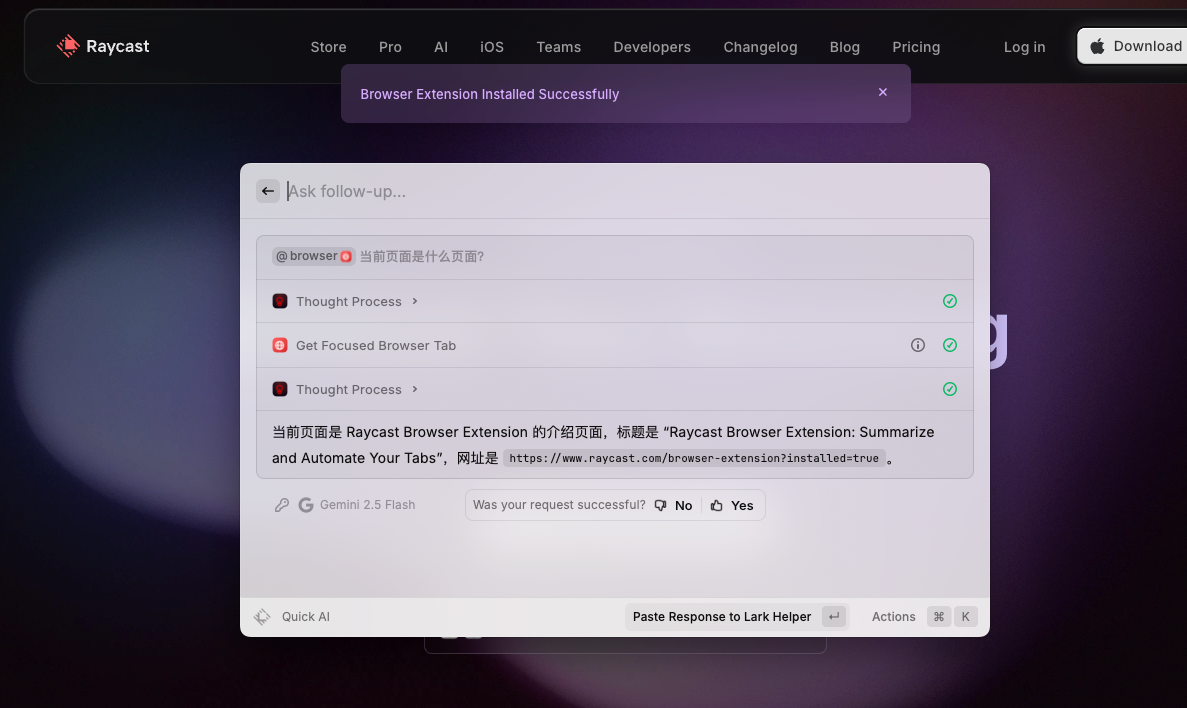 Raycast
Store Pro AI iOS Teams Developers Changelog Blog Pricing Log in Download
Browser Extension Installed Successfully
Ask follow-up...
@browser 当前页面是什么页面?
Thought Process
Get Focused Browser Tab
Thought Process
当前页面是 Raycast Browser Extension 的介绍页面，标题是 “Raycast Browser Extension: Summarize
and Automate Your Tabs”，网址是 https://www.raycast.com/browser-extension?installed=true 。
Gemini 2.5 Flash Was your request successful? No Yes
Quick AI Paste Response to Lark Helper ↵ Actions ⌘ K
g